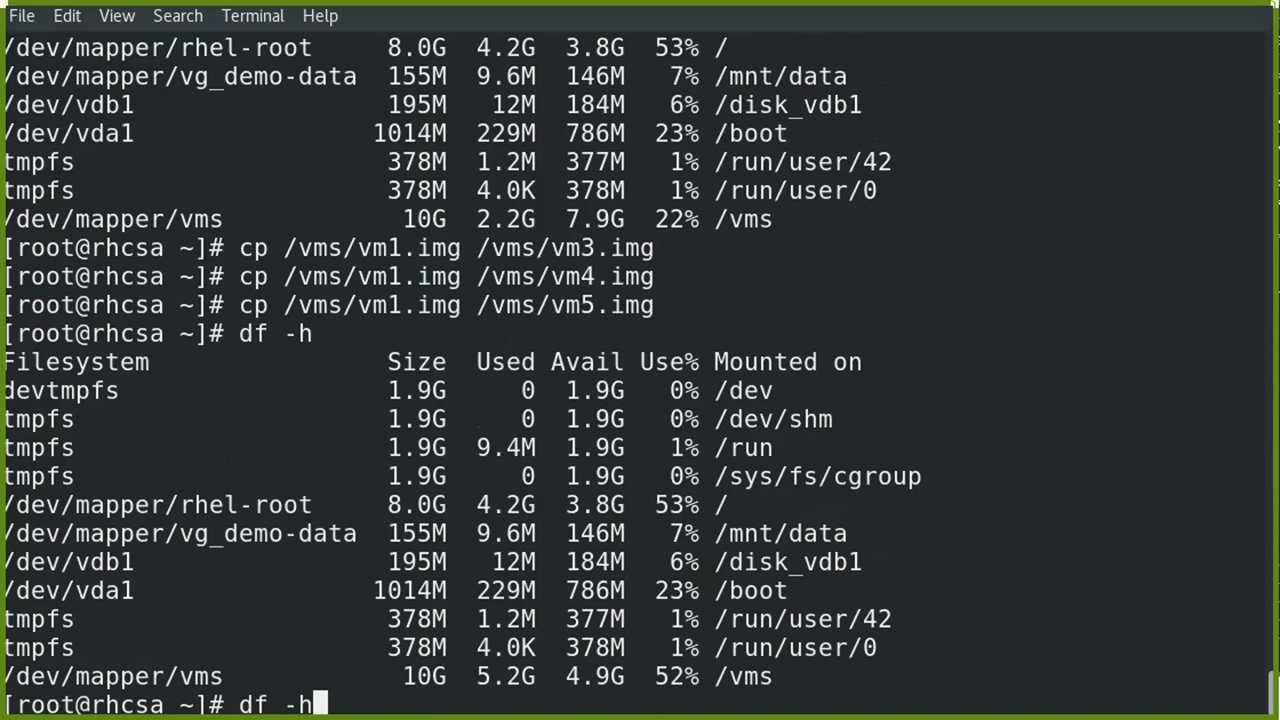 File Edit View Search Terminal Help
/dev/mapper/rhel-root 8.0G 4.2G 3.8G 53% /
/dev/mapper/vg_demo-data 155M 9.6M 146M 7% /mnt/data
/dev/vdb1 195M 12M 184M 6% /disk_vdb1
/dev/vda1 1014M 229M 786M 23% /boot
tmpfs 378M 1.2M 377M 1% /run/user/42
tmpfs 378M 4.0K 378M 1% /run/user/0
/dev/mapper/vms 10G 2.2G 7.9G 22% /vms
[root@rhcsa ~]# cp /vms/vm1.img /vms/vm3.img
[root@rhcsa ~]# cp /vms/vm1.img /vms/vm4.img
[root@rhcsa ~]# cp /vms/vm1.img /vms/vm5.img
[root@rhcsa ~]# df -h
Filesystem Size Used Avail Use% Mounted on
devtmpfs 1.9G 0 1.9G 0% /dev
tmpfs 1.9G 0 1.9G 0% /dev/shm
tmpfs 1.9G 9.4M 1.9G 1% /run
tmpfs 1.9G 0 1.9G 0% /sys/fs/cgroup
/dev/mapper/rhel-root 8.0G 4.2G 3.8G 53% /
/dev/mapper/vg_demo-data 155M 9.6M 146M 7% /mnt/data
/dev/vdb1 195M 12M 184M 6% /disk_vdb1
/dev/vda1 1014M 229M 786M 23% /boot
tmpfs 378M 1.2M 377M 1% /run/user/42
tmpfs 378M 4.0K 378M 1% /run/user/0
/dev/mapper/vms 10G 5.2G 4.9G 52% /vms
[root@rhcsa ~]# df -h